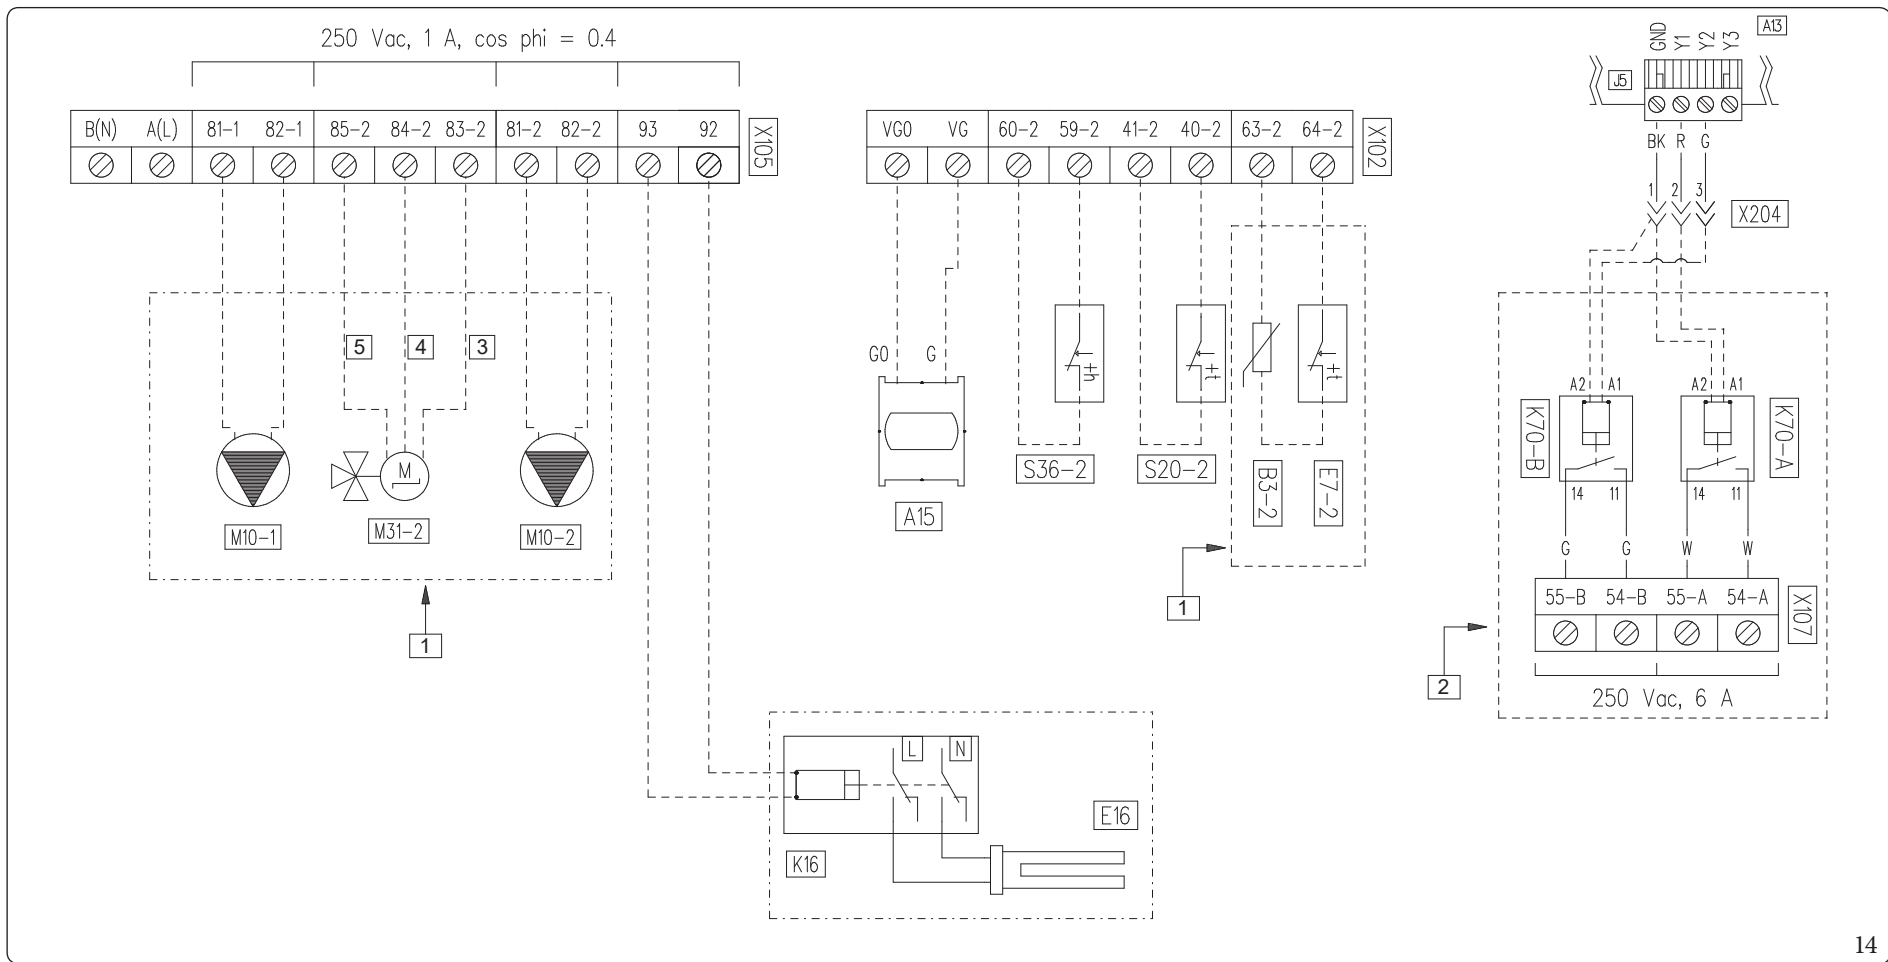 250 Vac, 1 A, cos phi = 0.4
B(N) A(L) 81-1 82-1 85-2 84-2 83-2 81-2 82-2 93 92
X105
5 4 3
M
M10-1 M31-2 M10-2
1
VG0 VG 60-2 59-2 41-2 40-2 63-2 64-2
X102
G0 G
+h +t +t
A15 S36-2 S20-2 B3-2 E7-2
1
L N
E16
K16
A13
GND Y1 Y2 Y3
J5
BK R G
1 2 3
X204
A2 A1 A2 A1
K70-B K70-A
14 11 14 11
G G W W
55-B 54-B 55-A 54-A
X107
2
250 Vac, 6 A
14